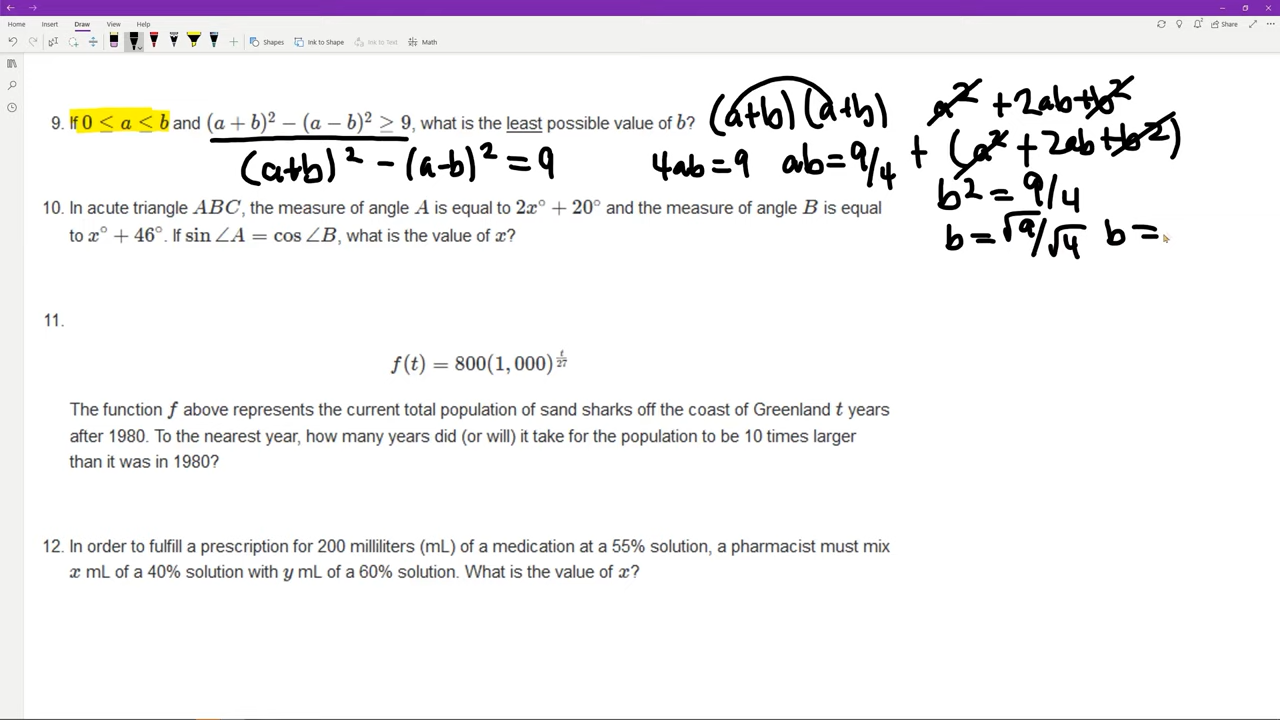 Home Insert Draw View Help
Share
Shapes Ink to Shape Ink to Text Math
9. If 0 ≤ a ≤ b and (a + b)² − (a − b)² ≥ 9, what is the least possible value of b?
(a+b)(a+b)
a² + 2ab + b²
(a+b)² − (a-b)² = 9
4ab = 9 ab = 9/4
+ (a² + 2ab + b²)
b² = 9/4
b = √9/√4 b =
10. In acute triangle ABC, the measure of angle A is equal to 2x° + 20° and the measure of angle B is equal
to x° + 46°. If sin ∠A = cos ∠B, what is the value of x?
11.
f(t) = 800(1,000)^(t/27)
The function f above represents the current total population of sand sharks off the coast of Greenland t years
after 1980. To the nearest year, how many years did (or will) it take for the population to be 10 times larger
than it was in 1980?
12. In order to fulfill a prescription for 200 milliliters (mL) of a medication at a 55% solution, a pharmacist must mix
x mL of a 40% solution with y mL of a 60% solution. What is the value of x?